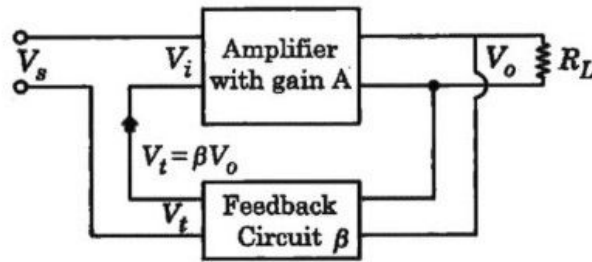 Amplifier
with gain A
V_s
V_i
V_o
R_L
V_t = βV_o
V_t
Feedback
Circuit β